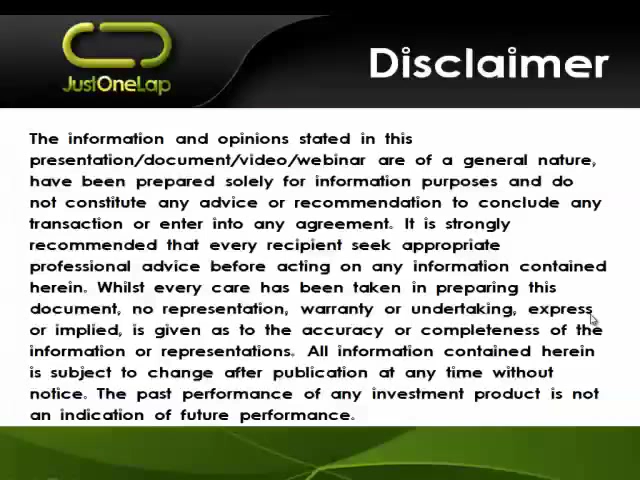 JustOneLap
Disclaimer
The information and opinions stated in this
presentation/document/video/webinar are of a general nature,
have been prepared solely for information purposes and do
not constitute any advice or recommendation to conclude any
transaction or enter into any agreement. It is strongly
recommended that every recipient seek appropriate
professional advice before acting on any information contained
herein. Whilst every care has been taken in preparing this
document, no representation, warranty or undertaking, express
or implied, is given as to the accuracy or completeness of the
information or representations. All information contained herein
is subject to change after publication at any time without
notice. The past performance of any investment product is not
an indication of future performance.